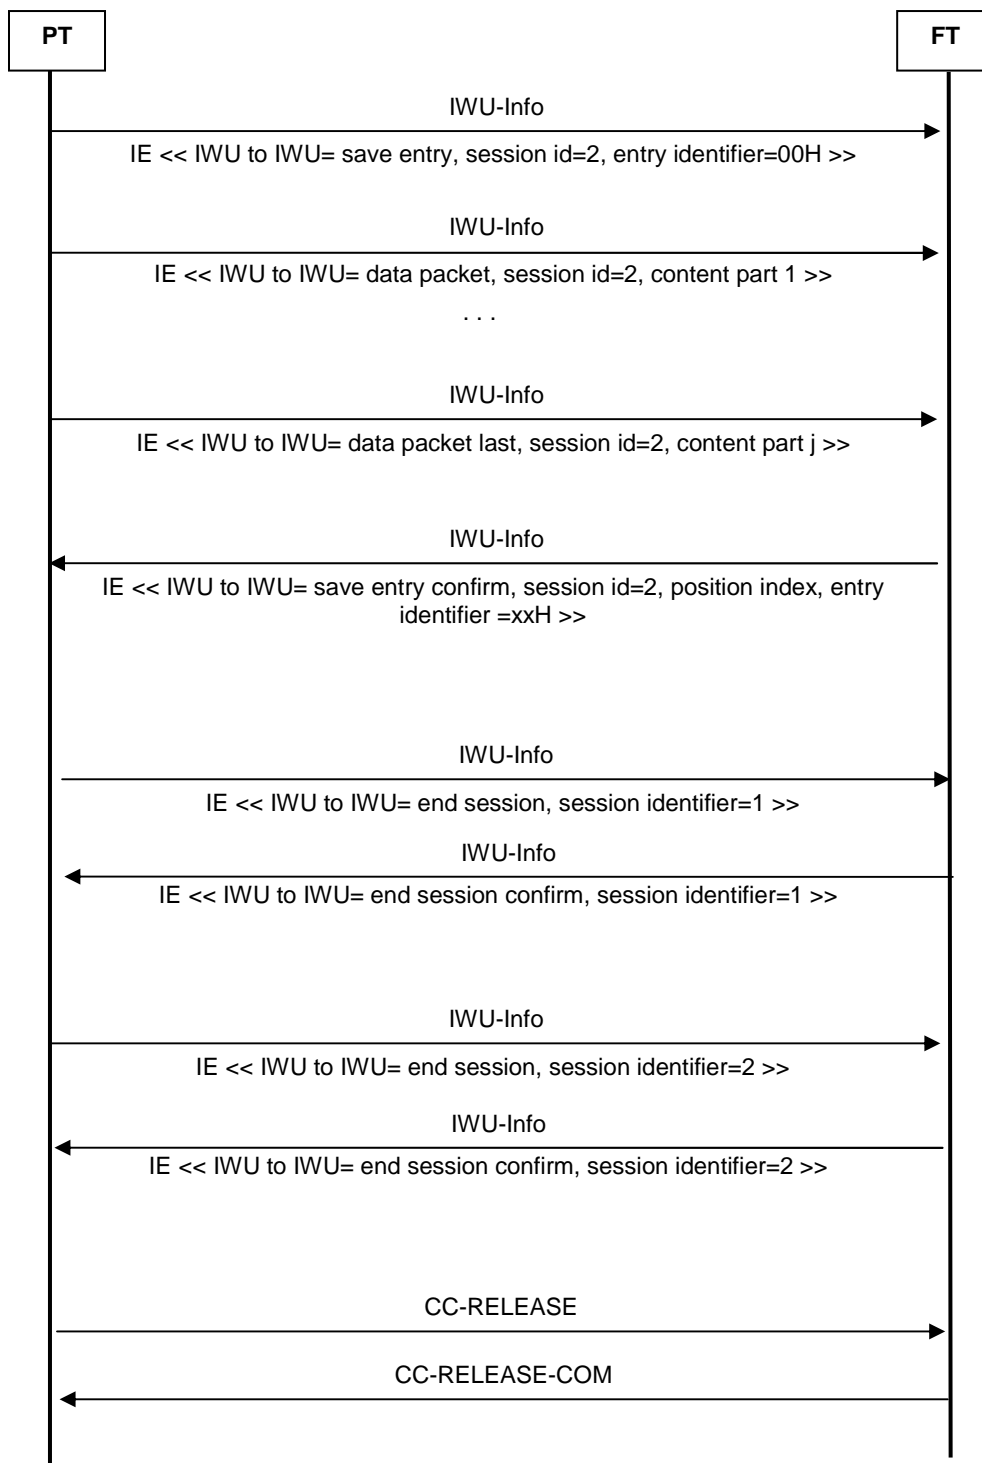 PT
FT
IWU-Info
IE << IWU to IWU= save entry, session id=2, entry identifier=00H >>
IWU-Info
IE << IWU to IWU= data packet, session id=2, content part 1 >>
. . .
IWU-Info
IE << IWU to IWU= data packet last, session id=2, content part j >>
IWU-Info
IE << IWU to IWU= save entry confirm, session id=2, position index, entry
identifier =xxH >>
IWU-Info
IE << IWU to IWU= end session, session identifier=1 >>
IWU-Info
IE << IWU to IWU= end session confirm, session identifier=1 >>
IWU-Info
IE << IWU to IWU= end session, session identifier=2 >>
IWU-Info
IE << IWU to IWU= end session confirm, session identifier=2 >>
CC-RELEASE
CC-RELEASE-COM